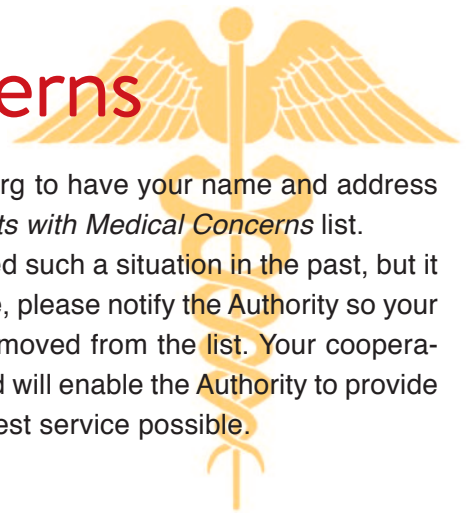 erns
rg to have your name and address
ts with Medical Concerns list.
ed such a situation in the past, but it
e, please notify the Authority so your
moved from the list. Your coopera-
d will enable the Authority to provide
est service possible.